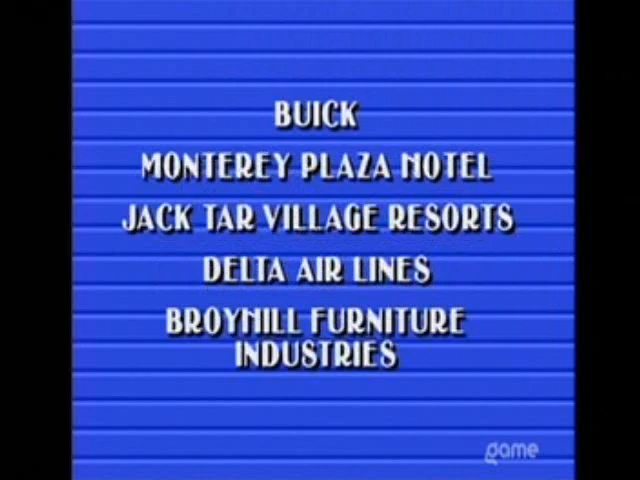 BUICK
MONTEREY PLAZA HOTEL
JACK TAR VILLAGE RESORTS
DELTA AIR LINES
BROYHILL FURNITURE
INDUSTRIES
game